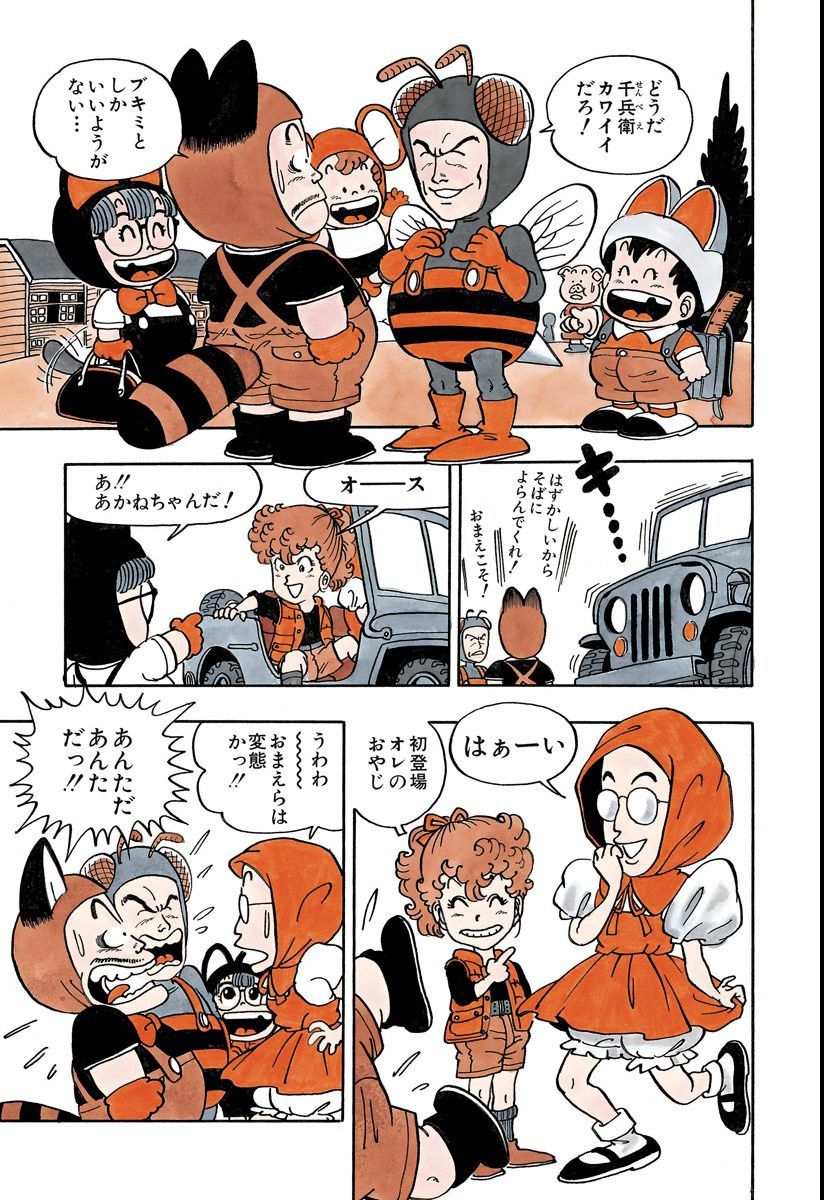 どうだ
千兵衛
せんべえ
カワイイ
だろ！
ブキミと
しか
いいようが
ない…
キ…
はずかしいから
そばに
よらんでくれ！
おまえこそ！
オ――ス
あ!!
あかねちゃんだ！
はぁーい
初登場
オレの
おやじ
うわわ
おまえらは
変態
かっ!!
あんただ
あんた
だっ!!